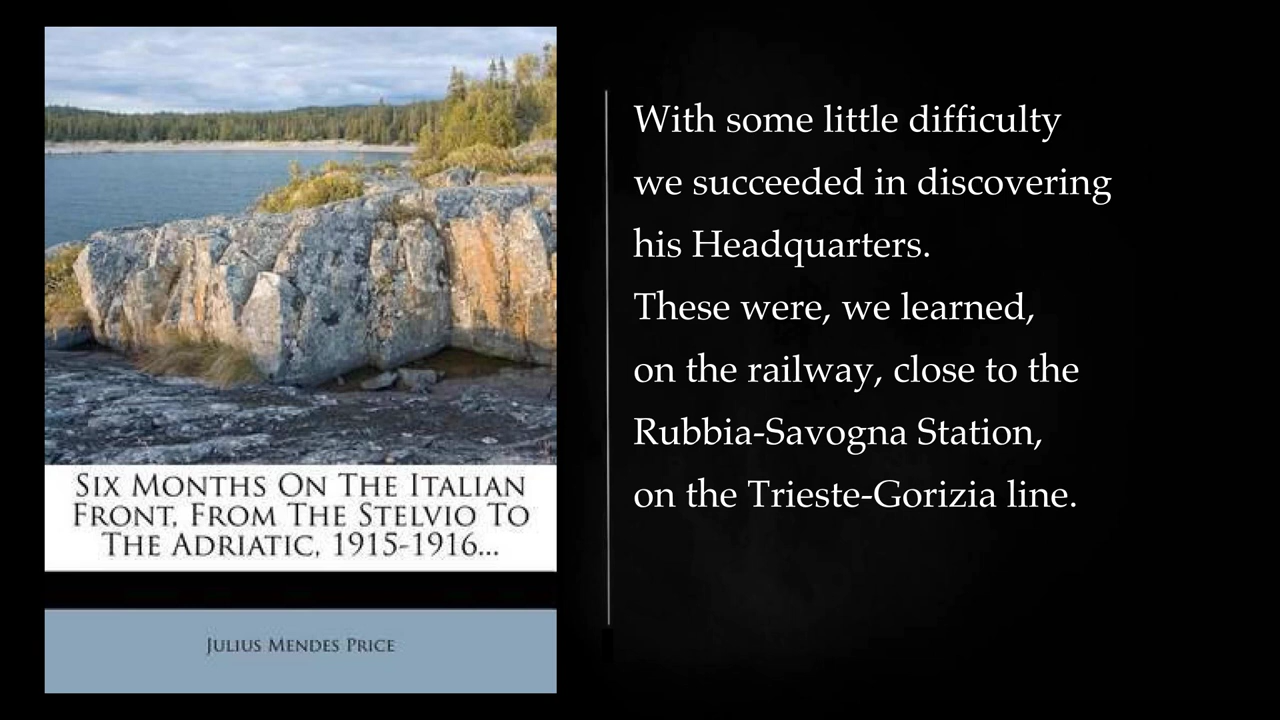 Six Months On The Italian
Front, From The Stelvio To
The Adriatic, 1915-1916...
Julius Mendes Price
With some little difficulty
we succeeded in discovering
his Headquarters.
These were, we learned,
on the railway, close to the
Rubbia-Savogna Station,
on the Trieste-Gorizia line.